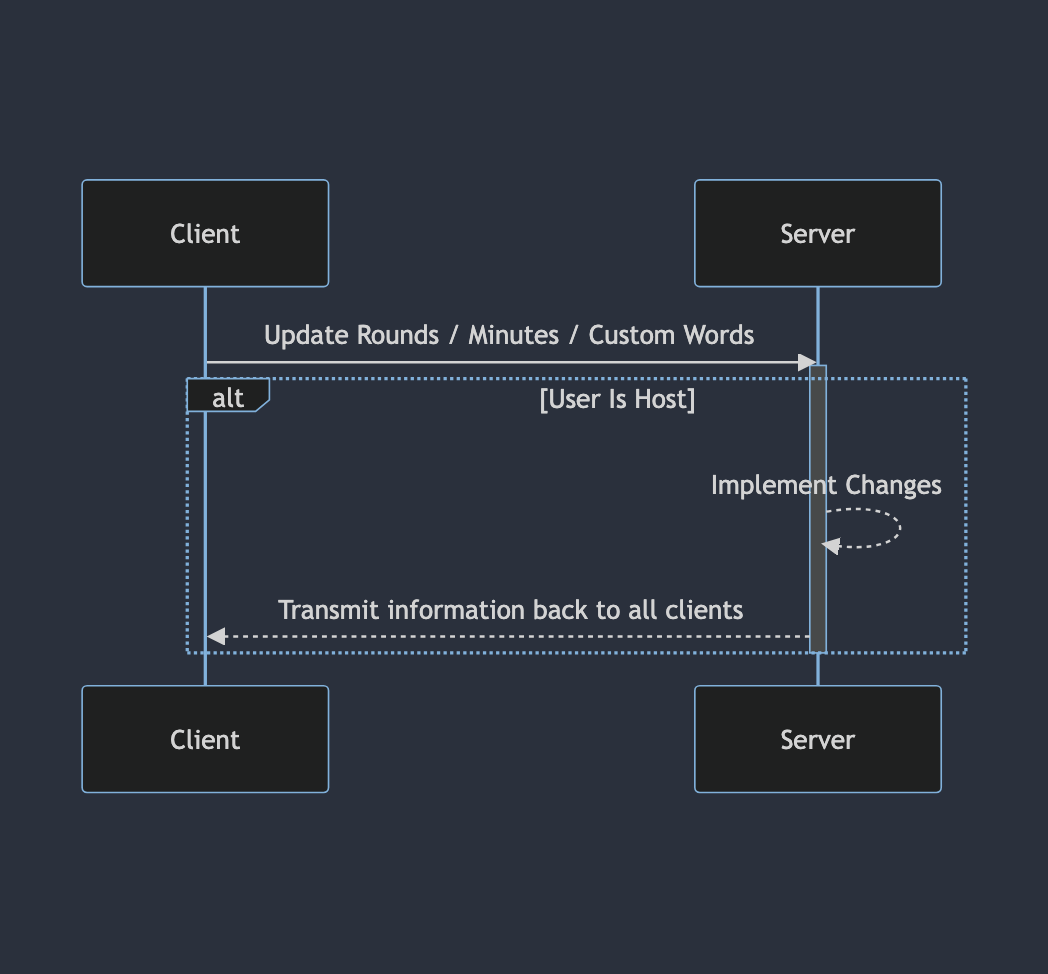 Client
Server
Update Rounds / Minutes / Custom Words
alt
[User Is Host]
Implement Changes
Transmit information back to all clients
Client
Server